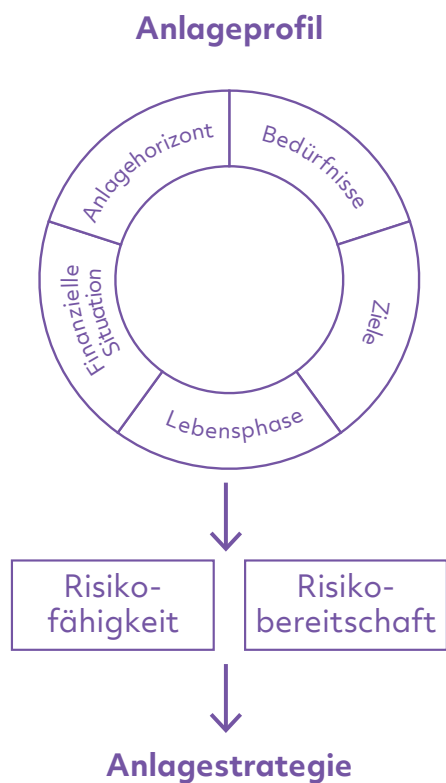 Anlageprofil
Anlagehorizont
Bedürfnisse
Finanzielle
Situation
Ziele
Lebensphase
Risiko-
fähigkeit
Risiko-
bereitschaft
Anlagestrategie